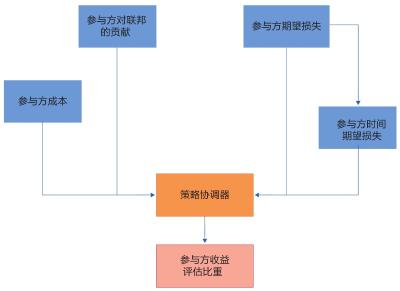 参与方对联邦
的贡献
参与方期望损失
参与方成本
参与方时间
期望损失
策略协调器
参与方收益
评估比重